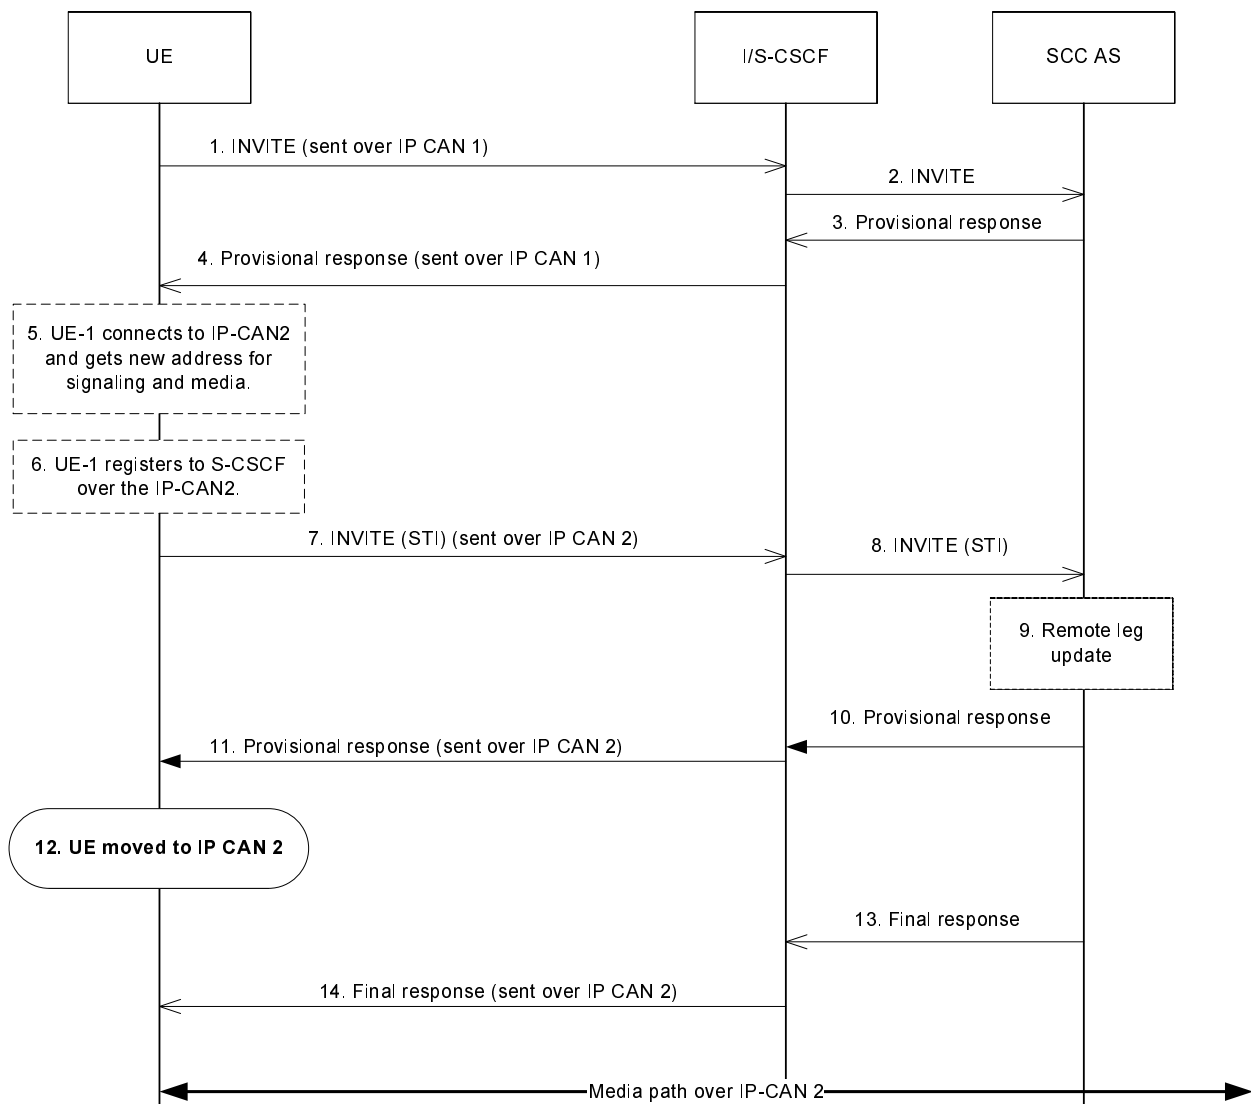 UE
I/S-CSCF
SCC AS
1. INVITE (sent over IP CAN 1)
2. INVITE
3. Provisional response
4. Provisional response (sent over IP CAN 1)
5. UE-1 connects to IP-CAN2
and gets new address for
signaling and media.
6. UE-1 registers to S-CSCF
over the IP-CAN2.
7. INVITE (STI) (sent over IP CAN 2)
8. INVITE (STI)
9. Remote leg
update
10. Provisional response
11. Provisional response (sent over IP CAN 2)
12. UE moved to IP CAN 2
13. Final response
14. Final response (sent over IP CAN 2)
Media path over IP-CAN 2